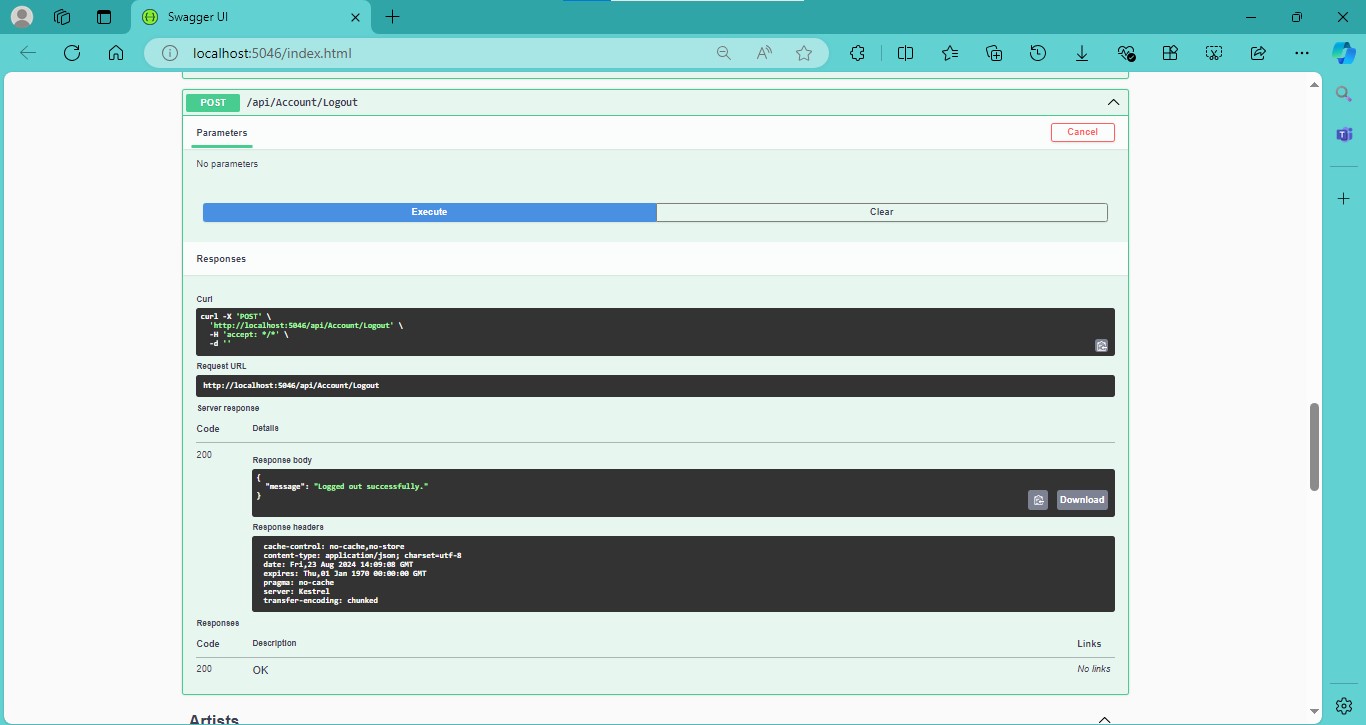 Swagger UI
localhost:5046/index.html
POST /api/Account/Logout
Parameters
Cancel
No parameters
Execute
Clear
Responses
Curl
curl -X 'POST' \
'http://localhost:5046/api/Account/Logout' \
-H 'accept: */*' \
-d ''
Request URL
http://localhost:5046/api/Account/Logout
Server response
Code Details
200
Response body
{
"message": "Logged out successfully."
}
Download
Response headers
cache-control: no-cache,no-store
content-type: application/json; charset=utf-8
date: Fri,23 Aug 2024 14:09:08 GMT
expires: Thu,01 Jan 1970 00:00:00 GMT
pragma: no-cache
server: Kestrel
transfer-encoding: chunked
Responses
Code Description Links
200 OK No links
Artists